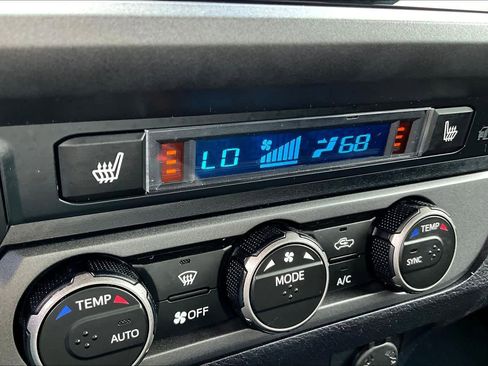 LO 68
TEMP
AUTO
OFF
MODE
A/C
TEMP
SYNC